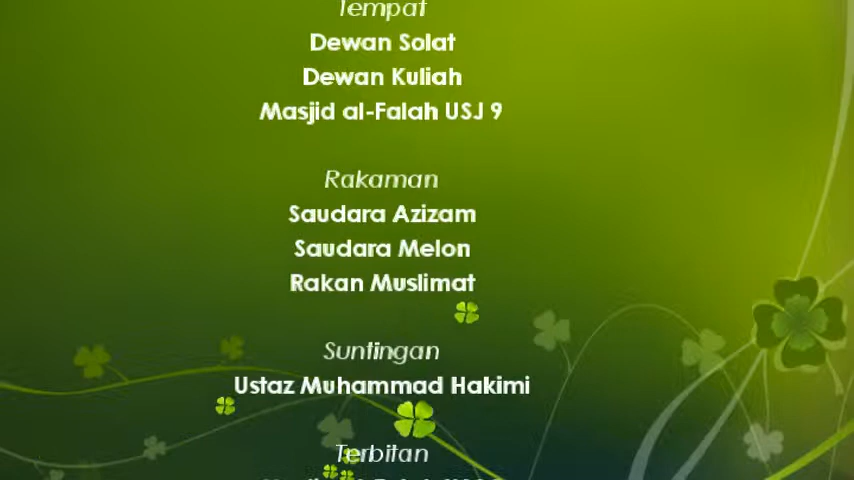 Tempat
Dewan Solat
Dewan Kuliah
Masjid al-Falah USJ 9
Rakaman
Saudara Azizam
Saudara Melon
Rakan Muslimat
Suntingan
Ustaz Muhammad Hakimi
Terbitan